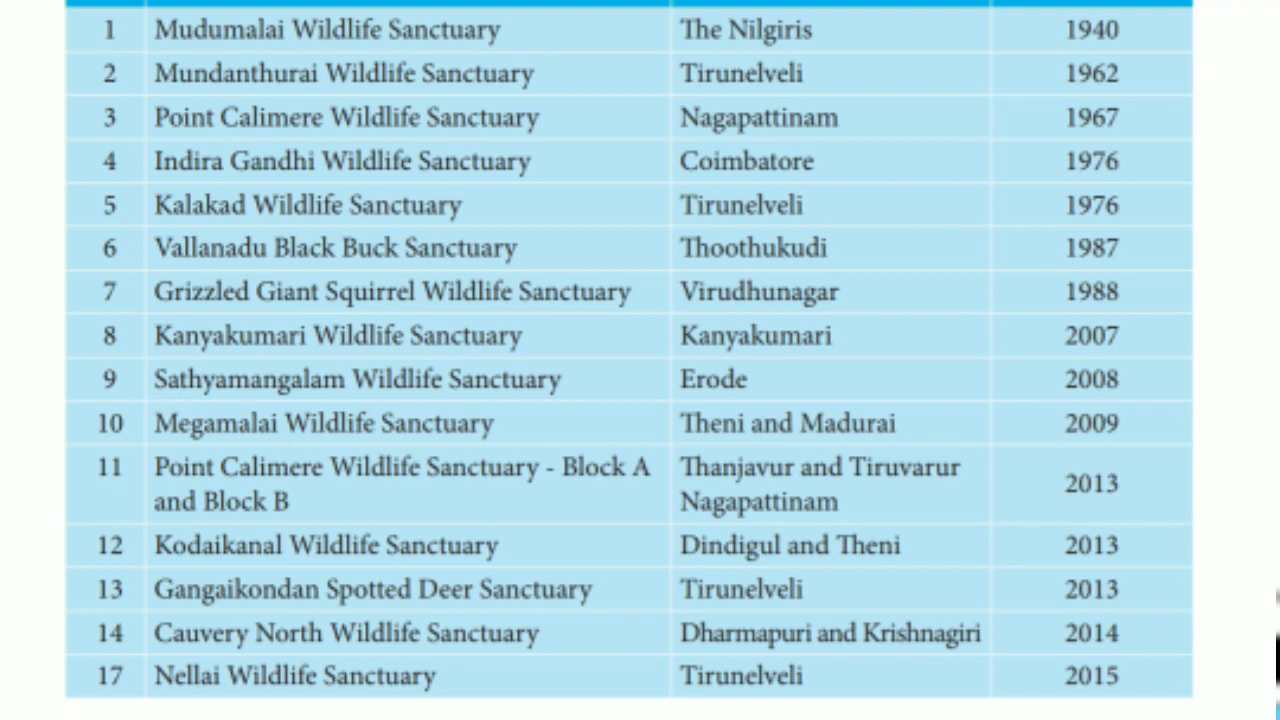 1 Mudumalai Wildlife Sanctuary The Nilgiris 1940
2 Mundanthurai Wildlife Sanctuary Tirunelveli 1962
3 Point Calimere Wildlife Sanctuary Nagapattinam 1967
4 Indira Gandhi Wildlife Sanctuary Coimbatore 1976
5 Kalakad Wildlife Sanctuary Tirunelveli 1976
6 Vallanadu Black Buck Sanctuary Thoothukudi 1987
7 Grizzled Giant Squirrel Wildlife Sanctuary Virudhunagar 1988
8 Kanyakumari Wildlife Sanctuary Kanyakumari 2007
9 Sathyamangalam Wildlife Sanctuary Erode 2008
10 Megamalai Wildlife Sanctuary Theni and Madurai 2009
11 Point Calimere Wildlife Sanctuary - Block A Thanjavur and Tiruvarur 2013
and Block B Nagapattinam
12 Kodaikanal Wildlife Sanctuary Dindigul and Theni 2013
13 Gangaikondan Spotted Deer Sanctuary Tirunelveli 2013
14 Cauvery North Wildlife Sanctuary Dharmapuri and Krishnagiri 2014
17 Nellai Wildlife Sanctuary Tirunelveli 2015